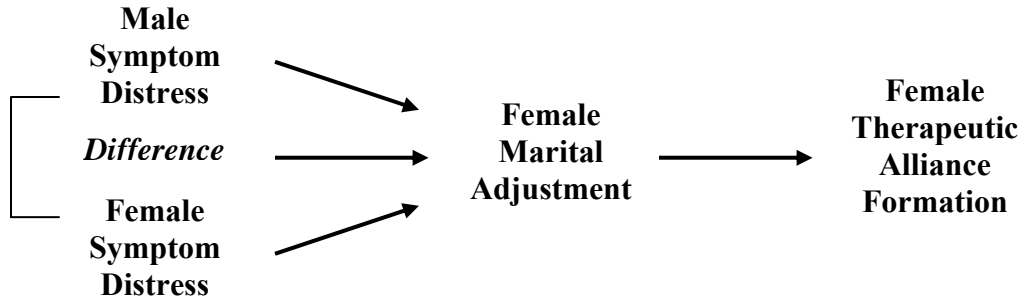 Male
Symptom
Distress
Difference
Female
Symptom
Distress
Female
Marital
Adjustment
Female
Therapeutic
Alliance
Formation